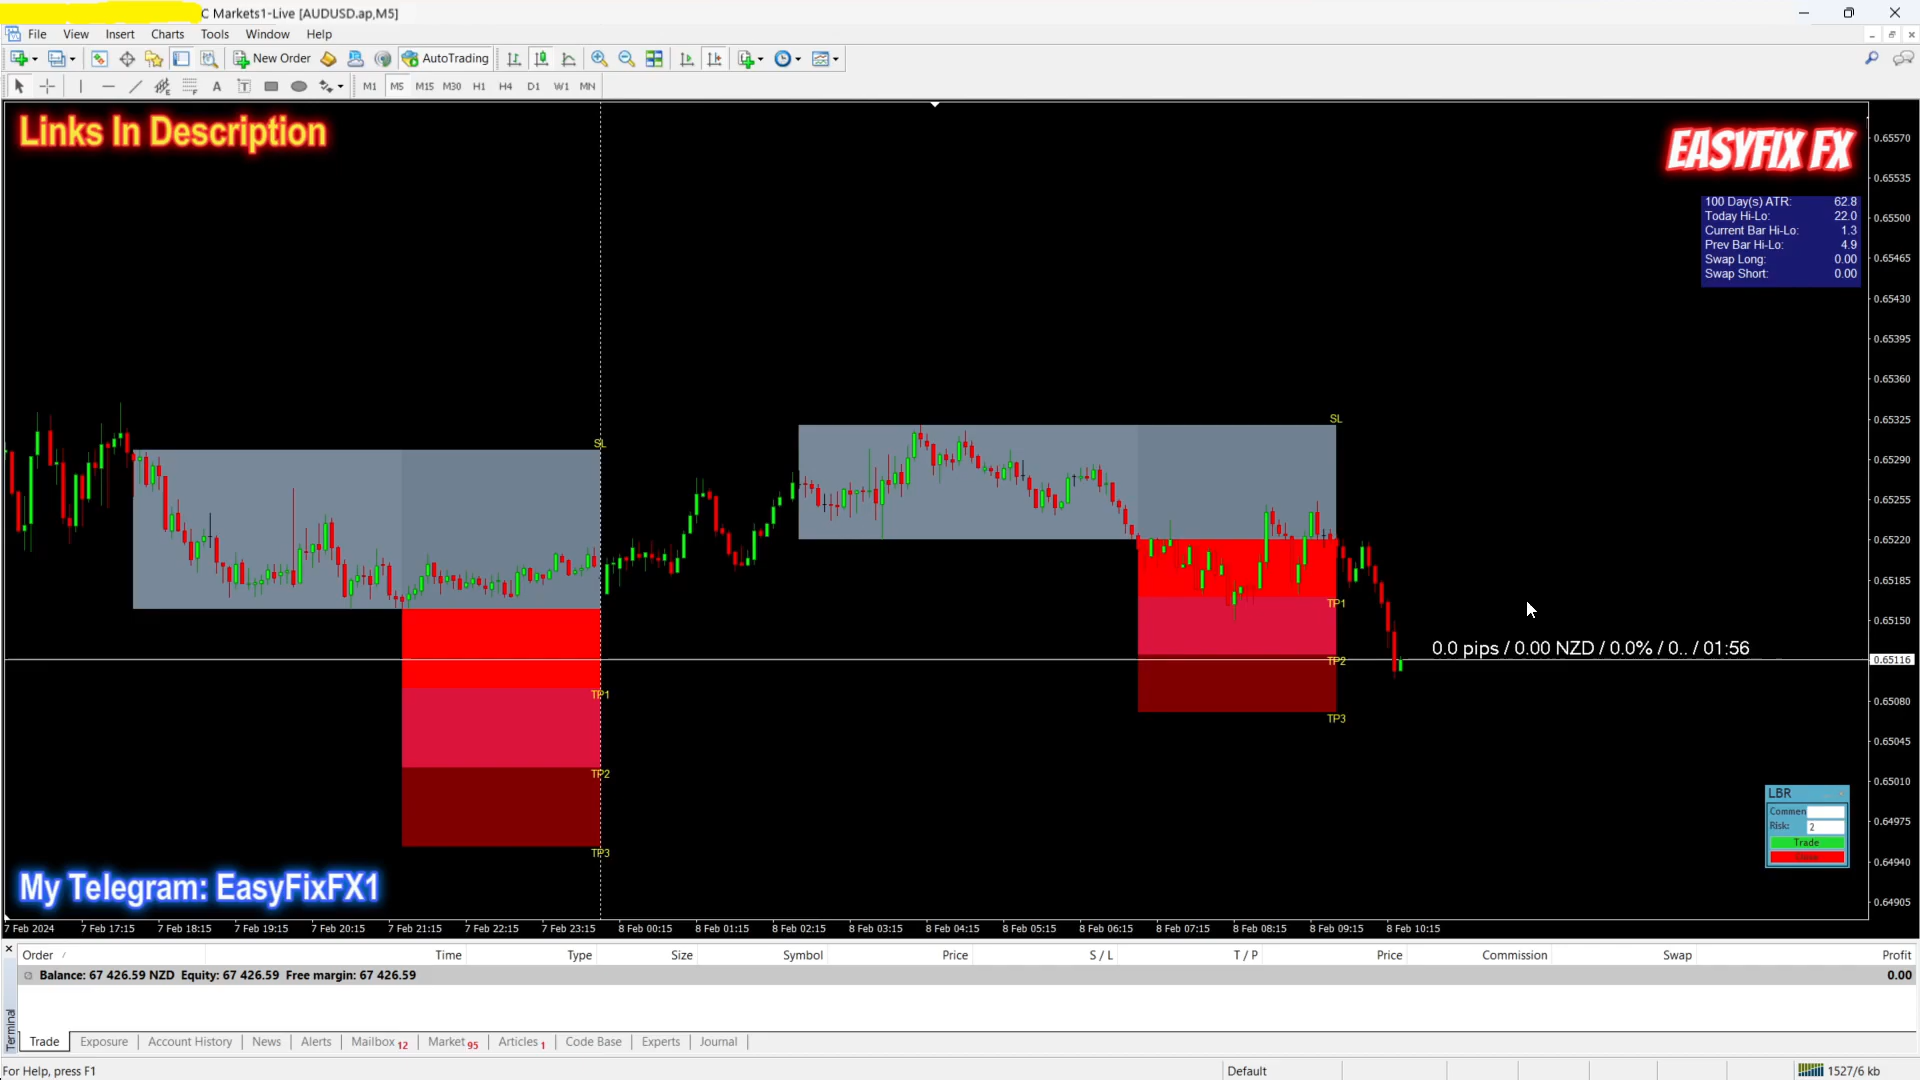 C Markets1-Live [AUDUSD.ap,M5]
File View Insert Charts Tools Window Help
New Order AutoTrading
A T M1 M5 M15 M30 H1 H4 D1 W1 MN
Links In Description
EASYFIX FX
100 Day(s) ATR: 62.8
Today Hi-Lo: 22.0
Current Bar Hi-Lo: 1.3
Prev Bar Hi-Lo: 4.9
Swap Long: 0.00
Swap Short: 0.00
0.65570
0.65535
0.65500
0.65465
0.65430
0.65395
0.65360
0.65325
0.65290
0.65255
0.65220
0.65185
0.65150
0.65116
0.65080
0.65045
0.65010
0.64975
0.64940
0.64905
SL
TP1
TP2
TP3
SL
TP1
TP2
TP3
0.0 pips / 0.00 NZD / 0.0% / 0.. / 01:56
LBR
Commen
Risk: 2
Trade
My Telegram: EasyFixFX1
7 Feb 2024 7 Feb 17:15 7 Feb 18:15 7 Feb 19:15 7 Feb 20:15 7 Feb 21:15 7 Feb 22:15 7 Feb 23:15 8 Feb 00:15 8 Feb 01:15 8 Feb 02:15 8 Feb 03:15 8 Feb 04:15 8 Feb 05:15 8 Feb 06:15 8 Feb 07:15 8 Feb 08:15 8 Feb 09:15 8 Feb 10:15
Order / Time Type Size Symbol Price S / L T / P Price Commission Swap Profit
Balance: 67 426.59 NZD Equity: 67 426.59 Free margin: 67 426.59 0.00
Terminal
Trade Exposure Account History News Alerts Mailbox 12 Market 95 Articles 1 Code Base Experts Journal
For Help, press F1 Default 1527/6 kb